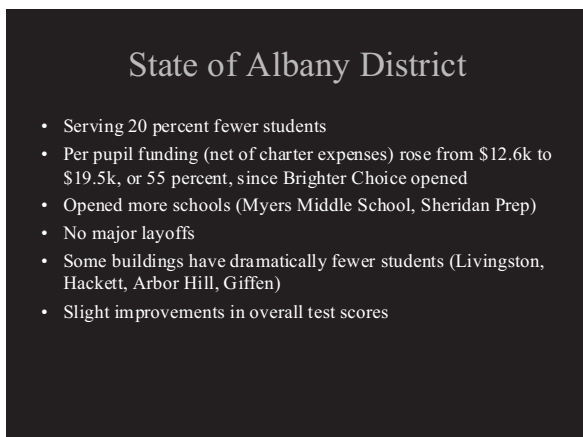 State of Albany District
• Serving 20 percent fewer students
• Per pupil funding (net of charter expenses) rose from $12.6k to
$19.5k, or 55 percent, since Brighter Choice opened
• Opened more schools (Myers Middle School, Sheridan Prep)
• No major layoffs
• Some buildings have dramatically fewer students (Livingston,
Hackett, Arbor Hill, Giffen)
• Slight improvements in overall test scores